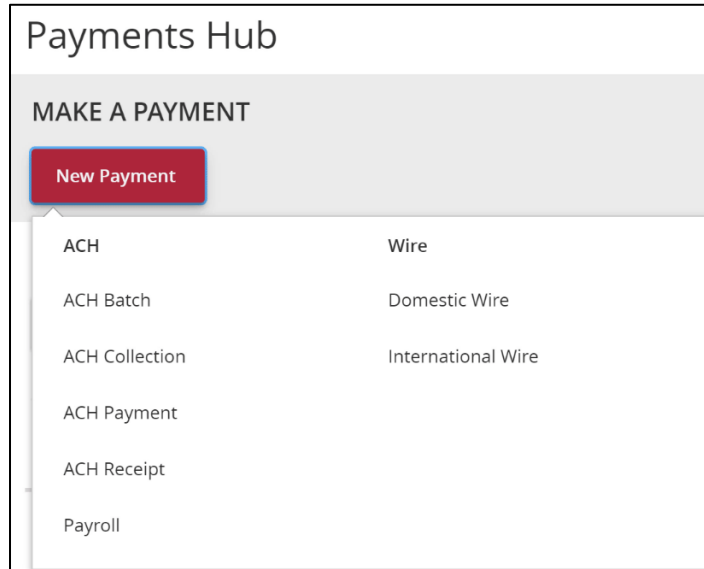 Payments Hub
MAKE A PAYMENT
New Payment
ACH
ACH Batch
ACH Collection
ACH Payment
ACH Receipt
Payroll
Wire
Domestic Wire
International Wire